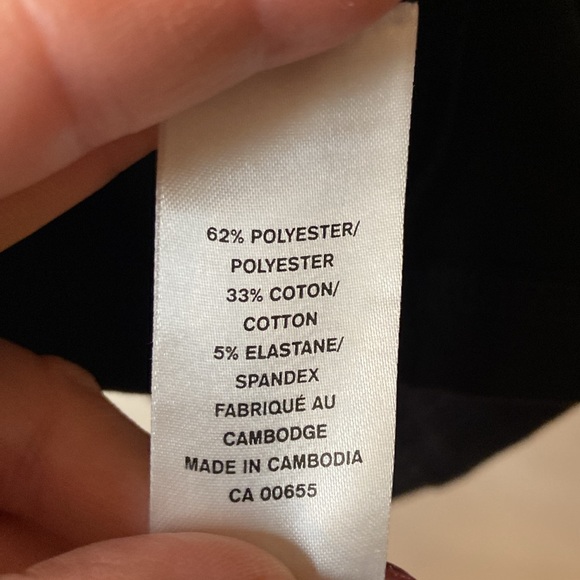 62% POLYESTER/
POLYESTER
33% COTON/
COTTON
5% ELASTANE/
SPANDEX
FABRIQUÉ AU
CAMBODGE
MADE IN CAMBODIA
CA 00655